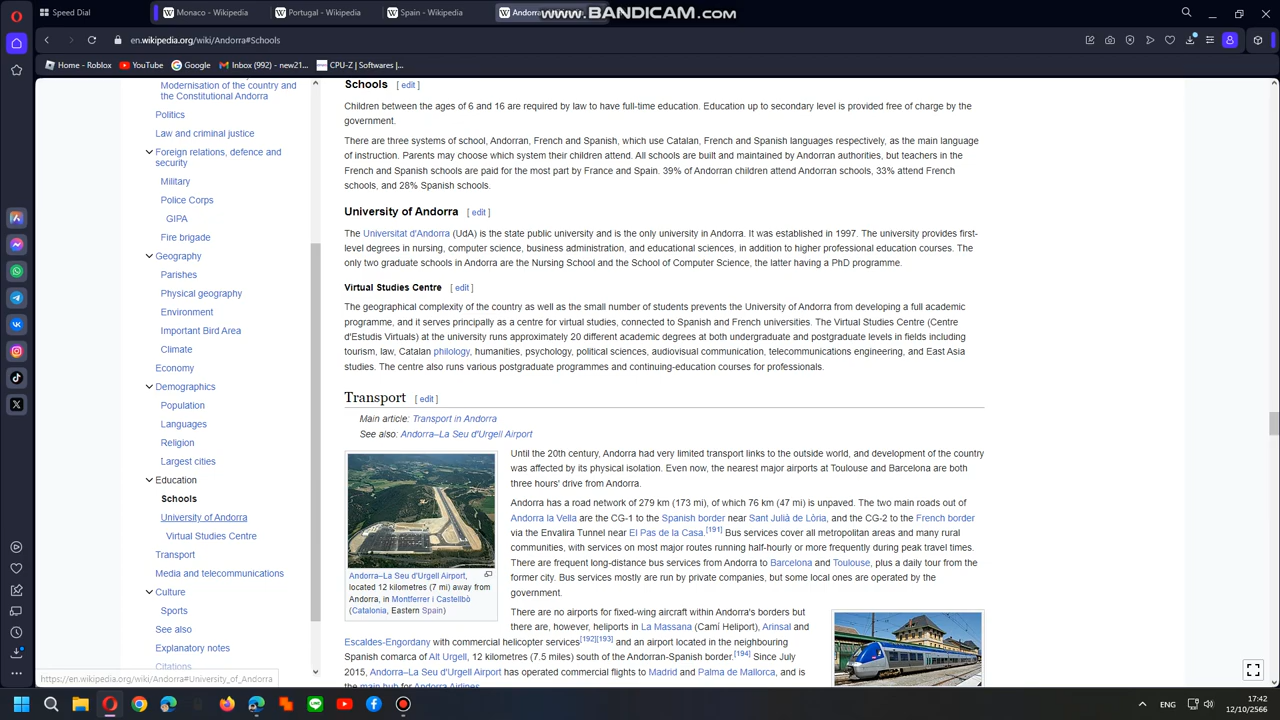 Speed Dial
Monaco - Wikipedia
Portugal - Wikipedia
Spain - Wikipedia
Andorra
www.BANDICAM.com
en.wikipedia.org/wiki/Andorra#Schools
Home - Roblox
YouTube
Google
Inbox (992) - new21...
CPU-Z | Softwares |...
Modernisation of the country and
the Constitutional Andorra
Politics
Law and criminal justice
Foreign relations, defence and
security
Military
Police Corps
GIPA
Fire brigade
Geography
Parishes
Physical geography
Environment
Important Bird Area
Climate
Economy
Demographics
Population
Languages
Religion
Largest cities
Education
Schools
University of Andorra
Virtual Studies Centre
Transport
Media and telecommunications
Culture
Sports
See also
Explanatory notes
Citations
https://en.wikipedia.org/wiki/Andorra#University_of_Andorra
Schools [ edit ]
Children between the ages of 6 and 16 are required by law to have full-time education. Education up to secondary level is provided free of charge by the
government.
There are three systems of school, Andorran, French and Spanish, which use Catalan, French and Spanish languages respectively, as the main language
of instruction. Parents may choose which system their children attend. All schools are built and maintained by Andorran authorities, but teachers in the
French and Spanish schools are paid for the most part by France and Spain. 39% of Andorran children attend Andorran schools, 33% attend French
schools, and 28% Spanish schools.
University of Andorra [ edit ]
The Universitat d'Andorra (UdA) is the state public university and is the only university in Andorra. It was established in 1997. The university provides first-
level degrees in nursing, computer science, business administration, and educational sciences, in addition to higher professional education courses. The
only two graduate schools in Andorra are the Nursing School and the School of Computer Science, the latter having a PhD programme.
Virtual Studies Centre [ edit ]
The geographical complexity of the country as well as the small number of students prevents the University of Andorra from developing a full academic
programme, and it serves principally as a centre for virtual studies, connected to Spanish and French universities. The Virtual Studies Centre (Centre
d'Estudis Virtuals) at the university runs approximately 20 different academic degrees at both undergraduate and postgraduate levels in fields including
tourism, law, Catalan philology, humanities, psychology, political sciences, audiovisual communication, telecommunications engineering, and East Asia
studies. The centre also runs various postgraduate programmes and continuing-education courses for professionals.
Transport [ edit ]
Main article: Transport in Andorra
See also: Andorra–La Seu d'Urgell Airport
Until the 20th century, Andorra had very limited transport links to the outside world, and development of the country
was affected by its physical isolation. Even now, the nearest major airports at Toulouse and Barcelona are both
three hours' drive from Andorra.
Andorra has a road network of 279 km (173 mi), of which 76 km (47 mi) is unpaved. The two main roads out of
Andorra la Vella are the CG-1 to the Spanish border near Sant Julià de Lòria, and the CG-2 to the French border
via the Envalira Tunnel near El Pas de la Casa.[191] Bus services cover all metropolitan areas and many rural
communities, with services on most major routes running half-hourly or more frequently during peak travel times.
There are frequent long-distance bus services from Andorra to Barcelona and Toulouse, plus a daily tour from the
former city. Bus services mostly are run by private companies, but some local ones are operated by the
government.
Andorra–La Seu d'Urgell Airport,
located 12 kilometres (7 mi) away from
Andorra, in Montferrer i Castellbò
(Catalonia, Eastern Spain)
There are no airports for fixed-wing aircraft within Andorra's borders but
there are, however, heliports in La Massana (Camí Heliport), Arinsal and
Escaldes-Engordany with commercial helicopter services[192][193] and an airport located in the neighbouring
Spanish comarca of Alt Urgell, 12 kilometres (7.5 miles) south of the Andorran-Spanish border.[194] Since July
2015, Andorra–La Seu d'Urgell Airport has operated commercial flights to Madrid and Palma de Mallorca, and is
the main hub for Andorra Airlines.
ENG
17:42
12/10/2566